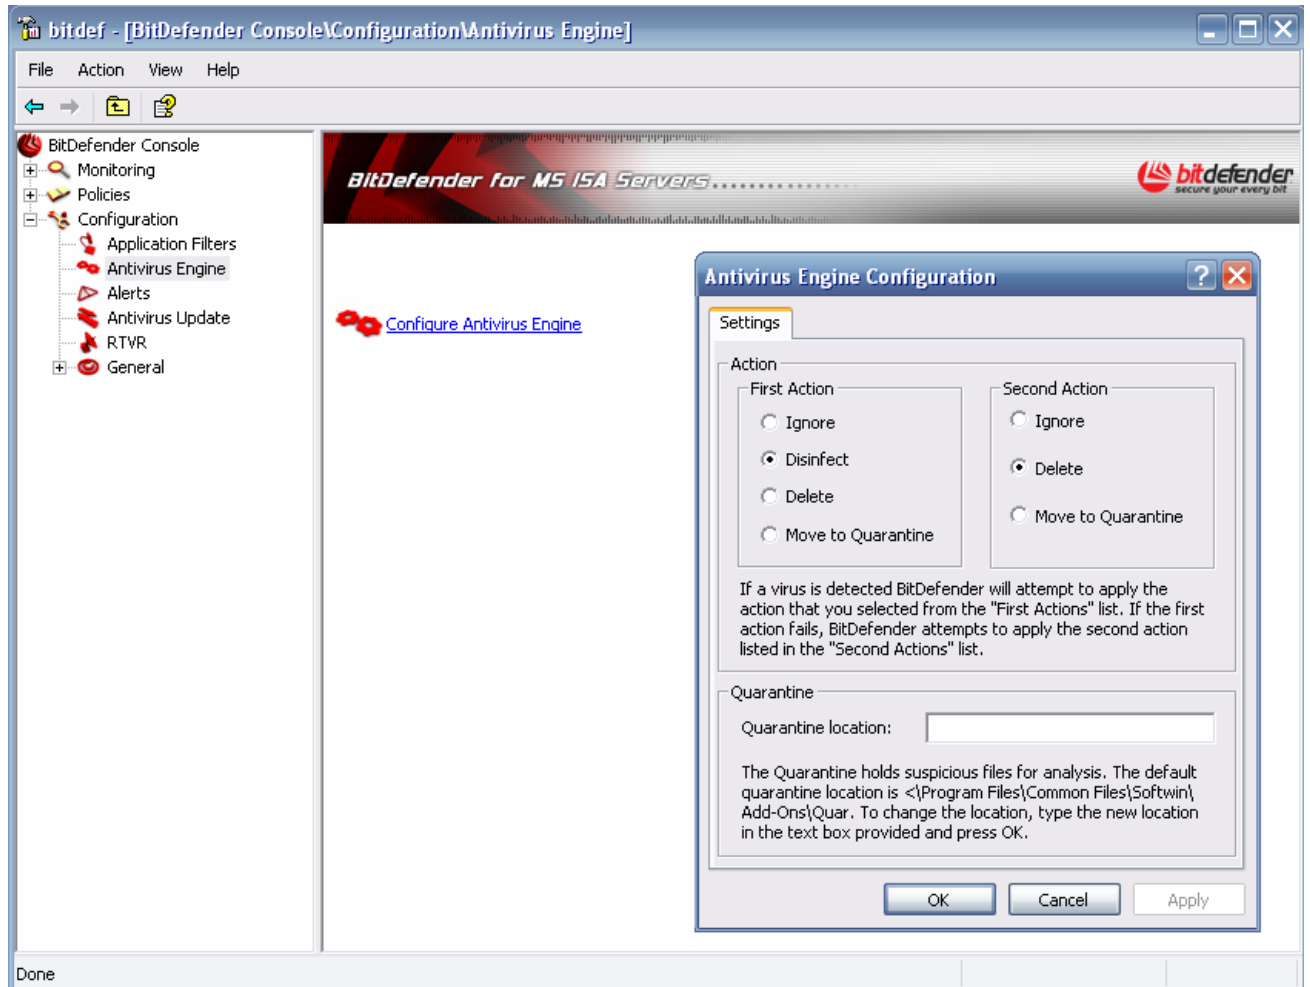 bitdef - [BitDefender Console\Configuration\Antivirus Engine]
File Action View Help
BitDefender Console
Monitoring
Policies
Configuration
Application Filters
Antivirus Engine
Alerts
Antivirus Update
RTVR
General
BitDefender for MS ISA Servers...............
bitdefender
secure your every bit
Configure Antivirus Engine
Antivirus Engine Configuration
Settings
Action
First Action
Ignore
Disinfect
Delete
Move to Quarantine
Second Action
Ignore
Delete
Move to Quarantine
If a virus is detected BitDefender will attempt to apply the
action that you selected from the "First Actions" list. If the first
action fails, BitDefender attempts to apply the second action
listed in the "Second Actions" list.
Quarantine
Quarantine location:
The Quarantine holds suspicious files for analysis. The default
quarantine location is <\Program Files\Common Files\Softwin\
Add-Ons\Quar. To change the location, type the new location
in the text box provided and press OK.
OK Cancel Apply
Done